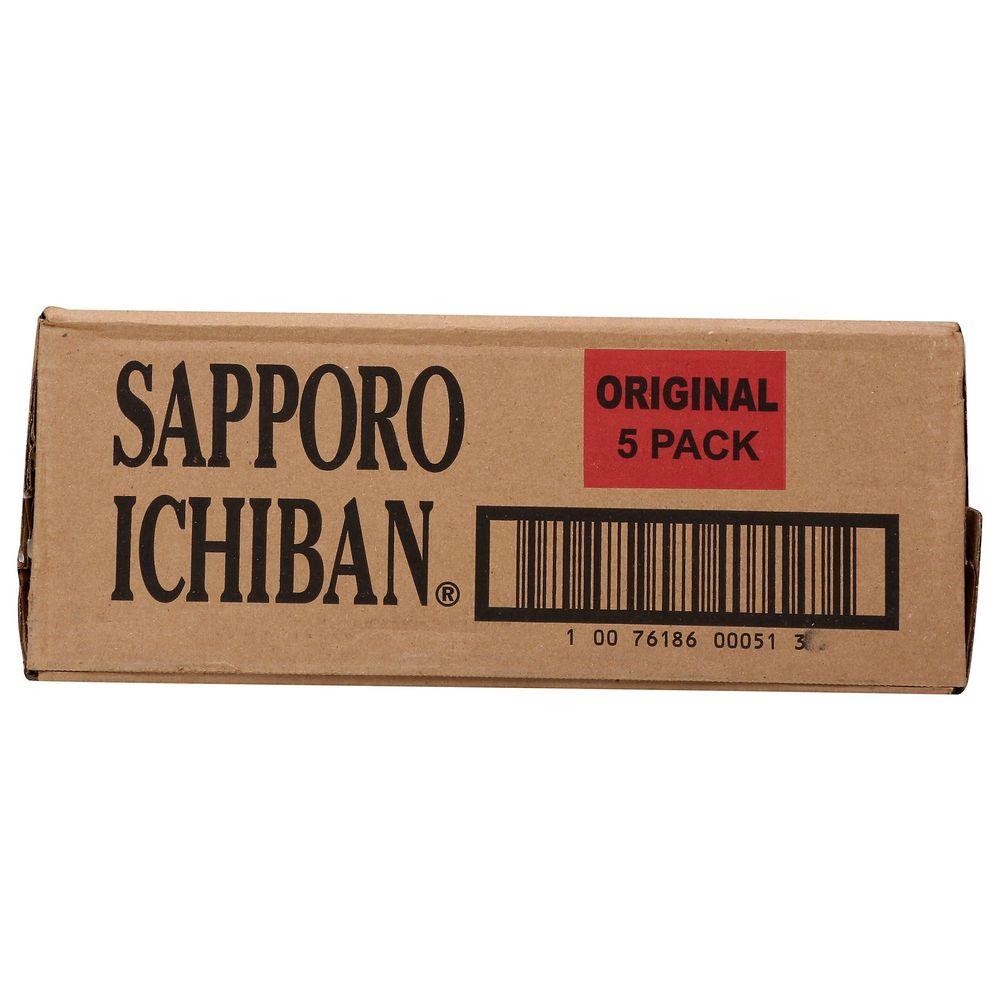 SAPPORO
ICHIBAN®
ORIGINAL
5 PACK
1 00 76186 00051 3